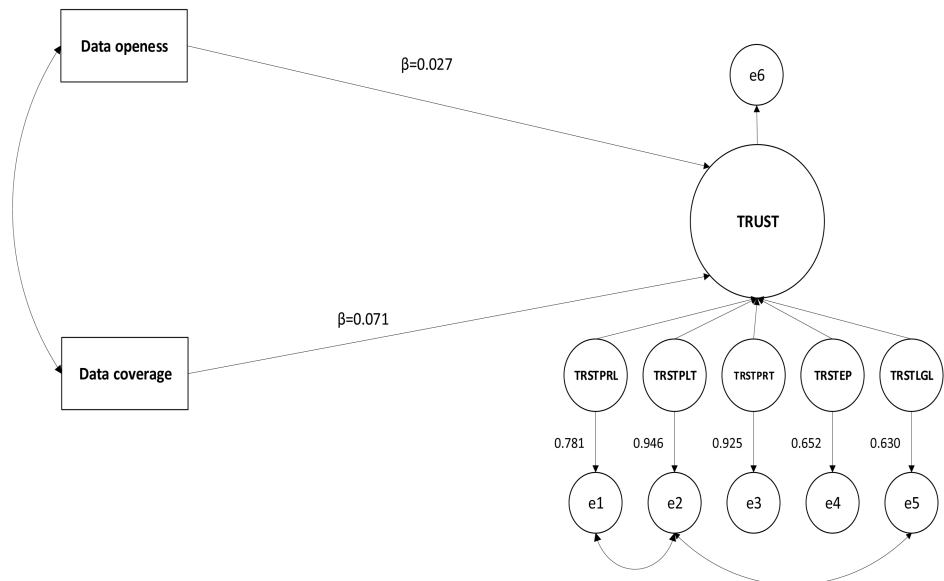 Data openess
β=0.027
e6
TRUST
β=0.071
Data coverage
TRSTPRL
TRSTPLT
TRSTPRT
TRSTEP
TRSTLGL
0.781
0.946
0.925
0.652
0.630
e1
e2
e3
e4
e5